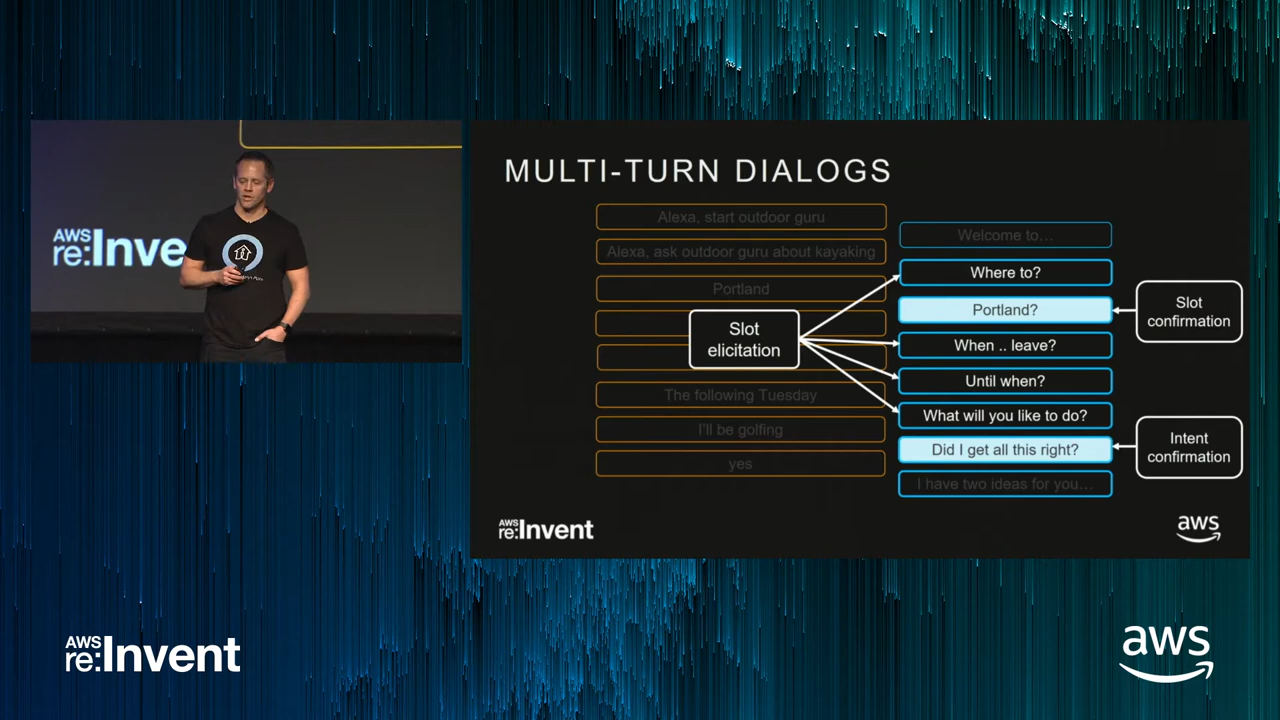 AWS
re:Inve
MULTI-TURN DIALOGS
Alexa, start outdoor guru
Alexa, ask outdoor guru about kayaking
Portland
The following Tuesday
I'll be golfing
yes
Slot
elicitation
Welcome to...
Where to?
Portland?
When .. leave?
Until when?
What will you like to do?
Did I get all this right?
I have two ideas for you...
Slot
confirmation
Intent
confirmation
AWS
re:Invent
aws
AWS
re:Invent
aws